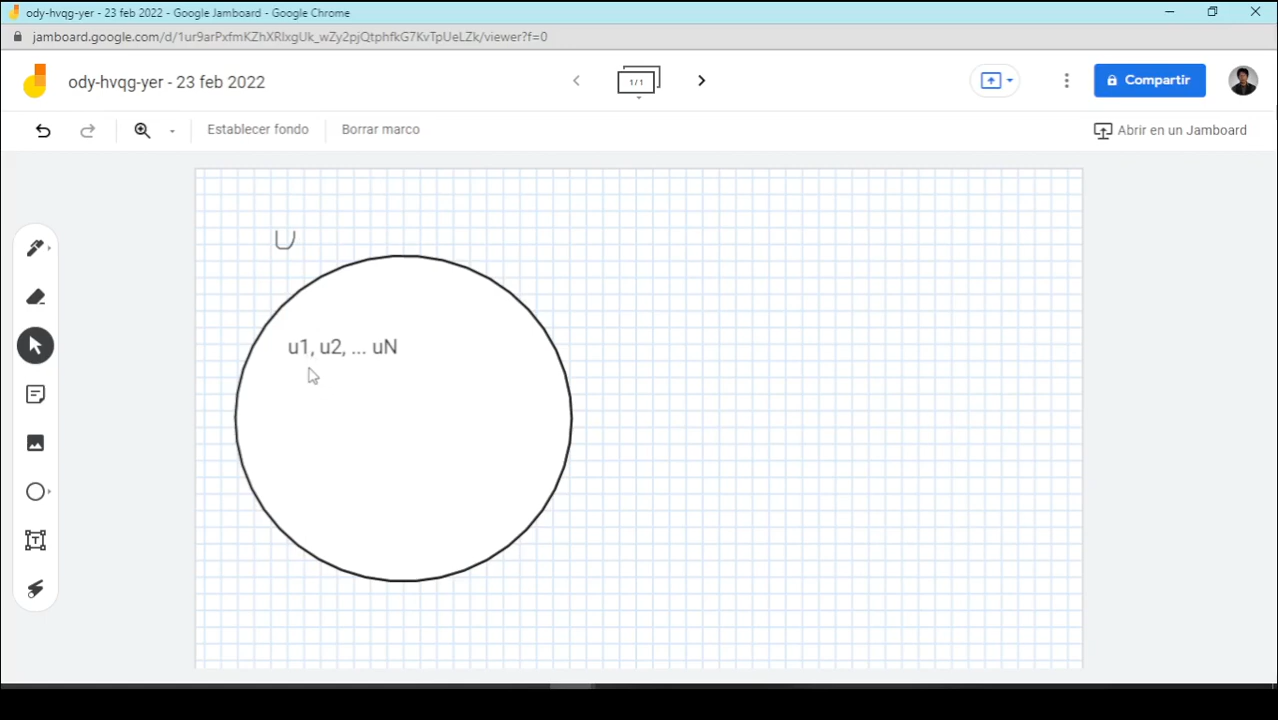 ody-hvqg-yer - 23 feb 2022 - Google Jamboard - Google Chrome
jamboard.google.com/d/1ur9arPxfmKZhXRlxgUk_wZy2pjQtphfkG7KvTpUeLZk/viewer?f=0
ody-hvqg-yer - 23 feb 2022
1/1
Compartir
Establecer fondo
Borrar marco
Abrir en un Jamboard
U
u1, u2, ... uN